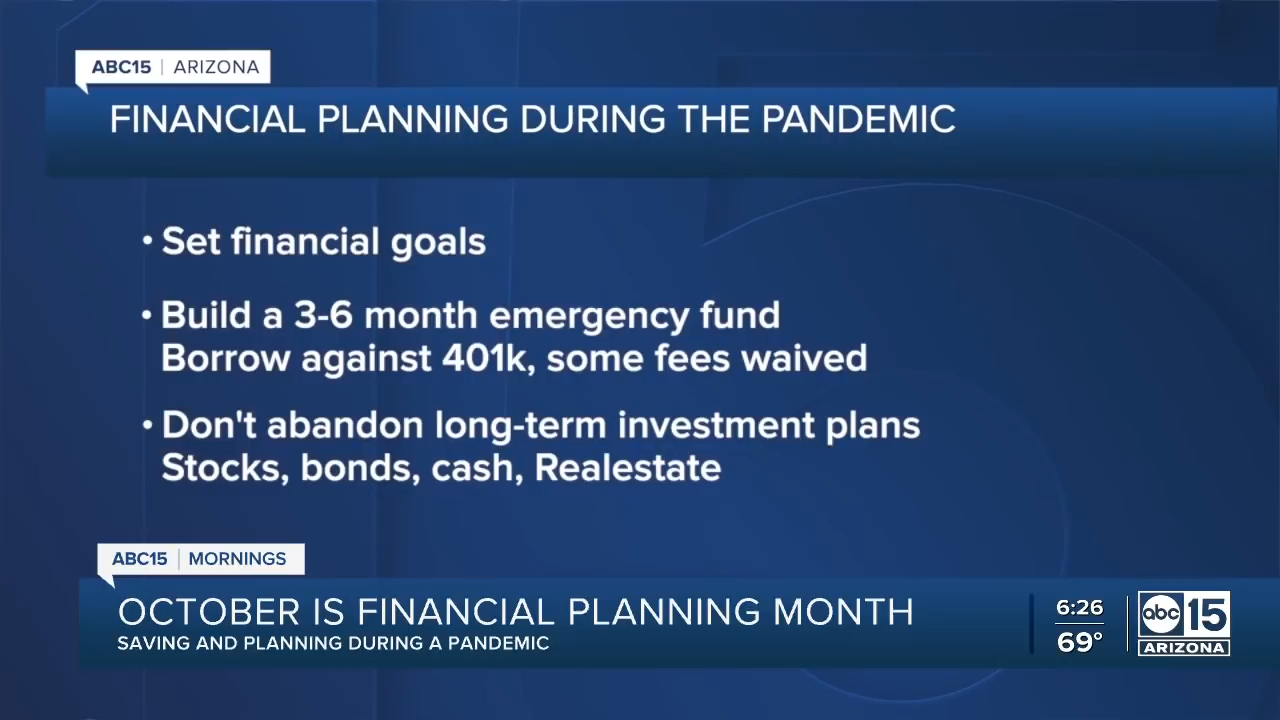 ABC15 | ARIZONA
FINANCIAL PLANNING DURING THE PANDEMIC
• Set financial goals
• Build a 3-6 month emergency fund
Borrow against 401k, some fees waived
• Don't abandon long-term investment plans
Stocks, bonds, cash, Realestate
ABC15 | MORNINGS
OCTOBER IS FINANCIAL PLANNING MONTH
SAVING AND PLANNING DURING A PANDEMIC
6:26
69°
abc 15
ARIZONA